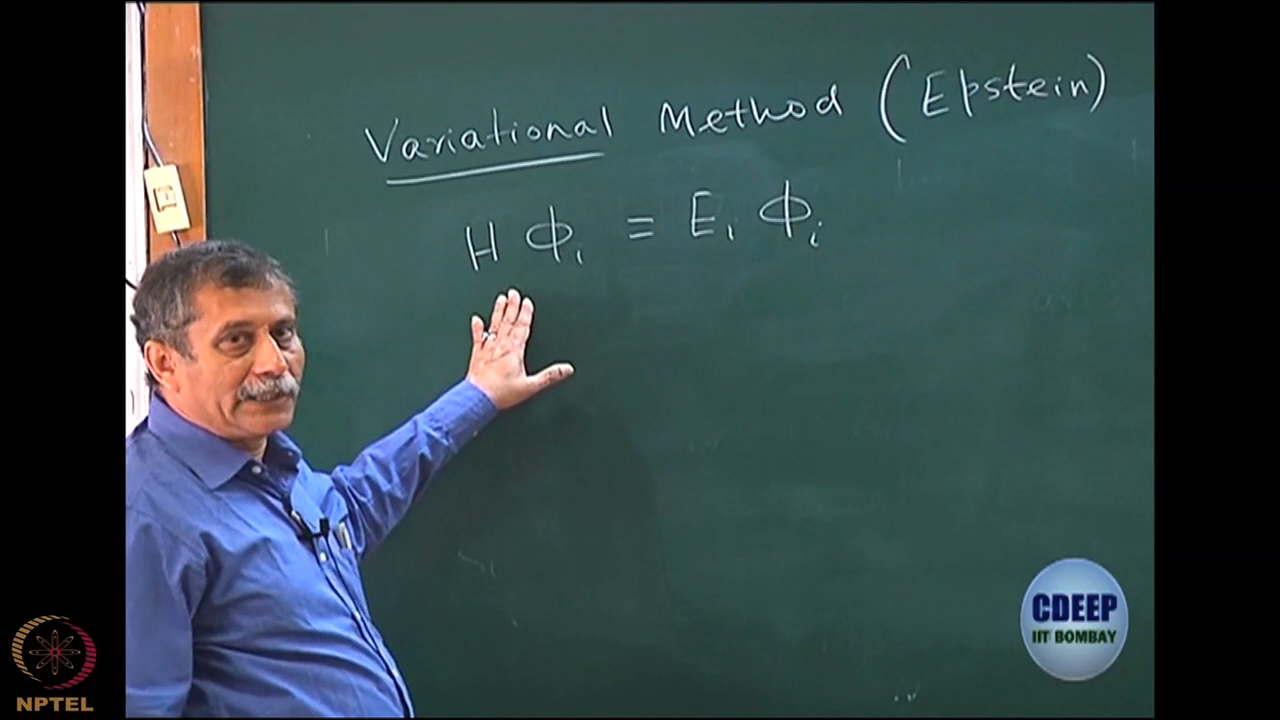 Variational Method (Epstein)
H Φi = Ei Φi
CDEEP
IIT BOMBAY
NPTEL